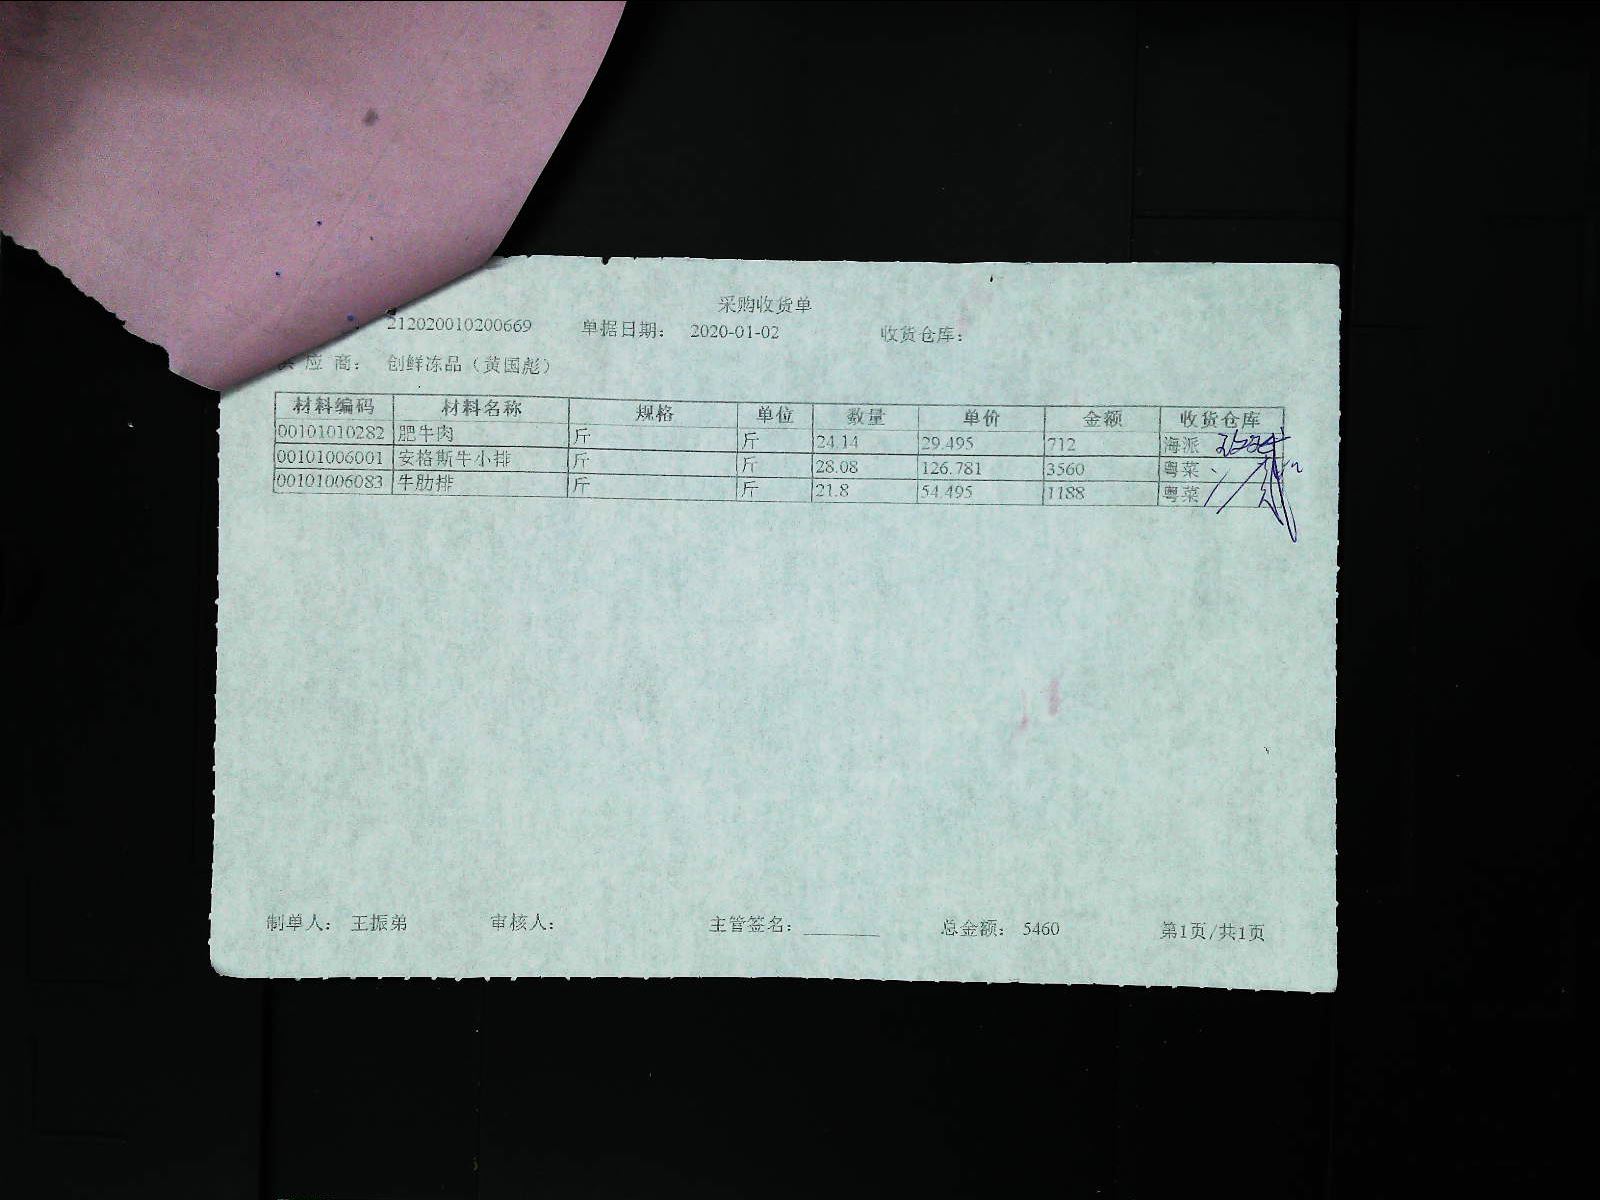 采购收货单
212020010200669 单据日期： 2020-01-02 收货仓库：
应 商： 创鲜冻品（黄国彪）
材料编码 材料名称 规格 单位 数量 单价 金额 收货仓库
00101010282 肥牛肉 斤 斤 24.14 29.495 712 海派
00101006001 安格斯牛小排 斤 斤 28.08 126.781 3560 粤菜
00101006083 牛肋排 斤 斤 21.8 54.495 1188 粤菜
制单人： 王振弟 审核人： 主管签名：________ 总金额： 5460 第1页/共1页